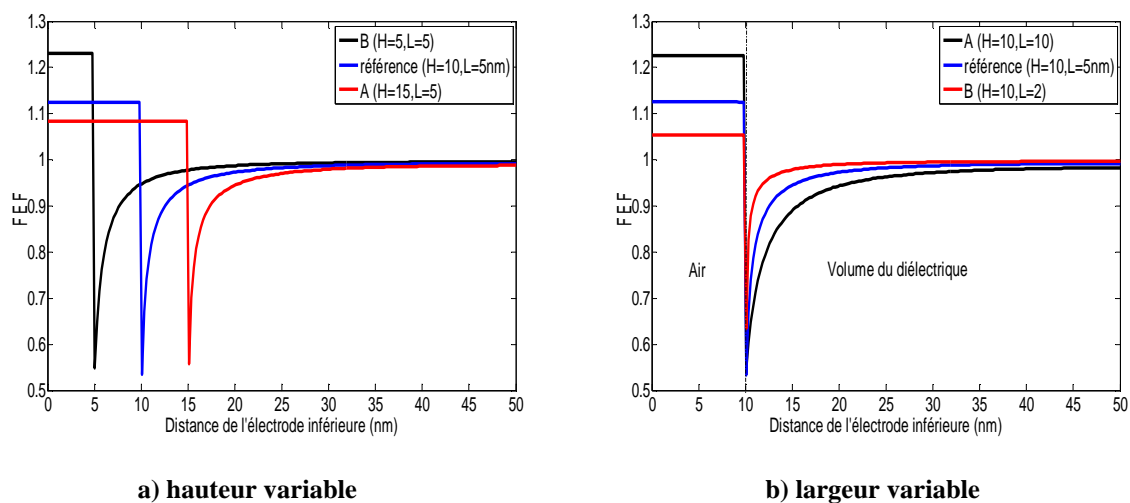 1.3
1.2
1.1
1
0.9
0.8
0.7
0.6
0.5
FEF
0 5 10 15 20 25 30 35 40 45 50
Distance de l'électrode inférieure (nm)
B (H=5,L=5)
référence (H=10,L=5nm)
A (H=15,L=5)
a) hauteur variable
1.3
1.2
1.1
1
0.9
0.8
0.7
0.6
0.5
FEF
0 5 10 15 20 25 30 35 40 45 50
Distance de l'électrode inférieure (nm)
A (H=10,L=10)
référence (H=10,L=5nm)
B (H=10,L=2)
Air
Volume du diélectrique
b) largeur variable